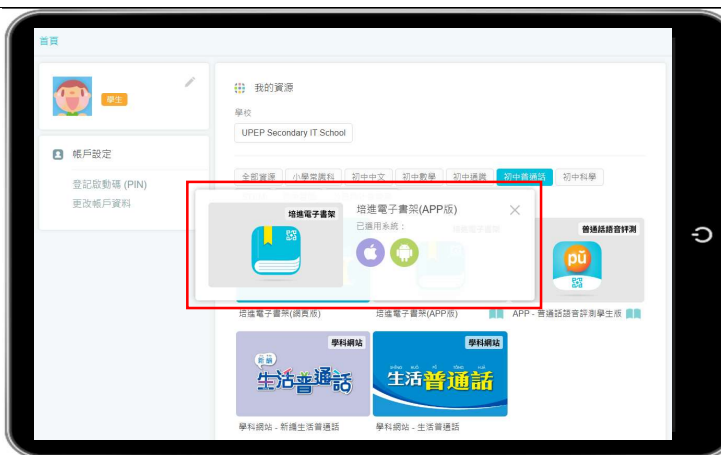 首頁
學生
帳戶設定
登記啟動碼 (PIN)
更改帳戶資料
我的資源
學校
UPEP Secondary IT School
全部資源
小學常識科
初中中文
初中數學
初中通識
初中普通話
初中科學
培進電子書架
培進電子書架(APP版)
已適用系統：
普通話語音評測
pǔ
培進電子書架(網頁版)
培進電子書架(APP版)
APP - 普通話語音評測學生版
學科網站
新編
生活普通話
學科網站
生活普通話
學科網站 - 新編生活普通話
學科網站 - 生活普通話